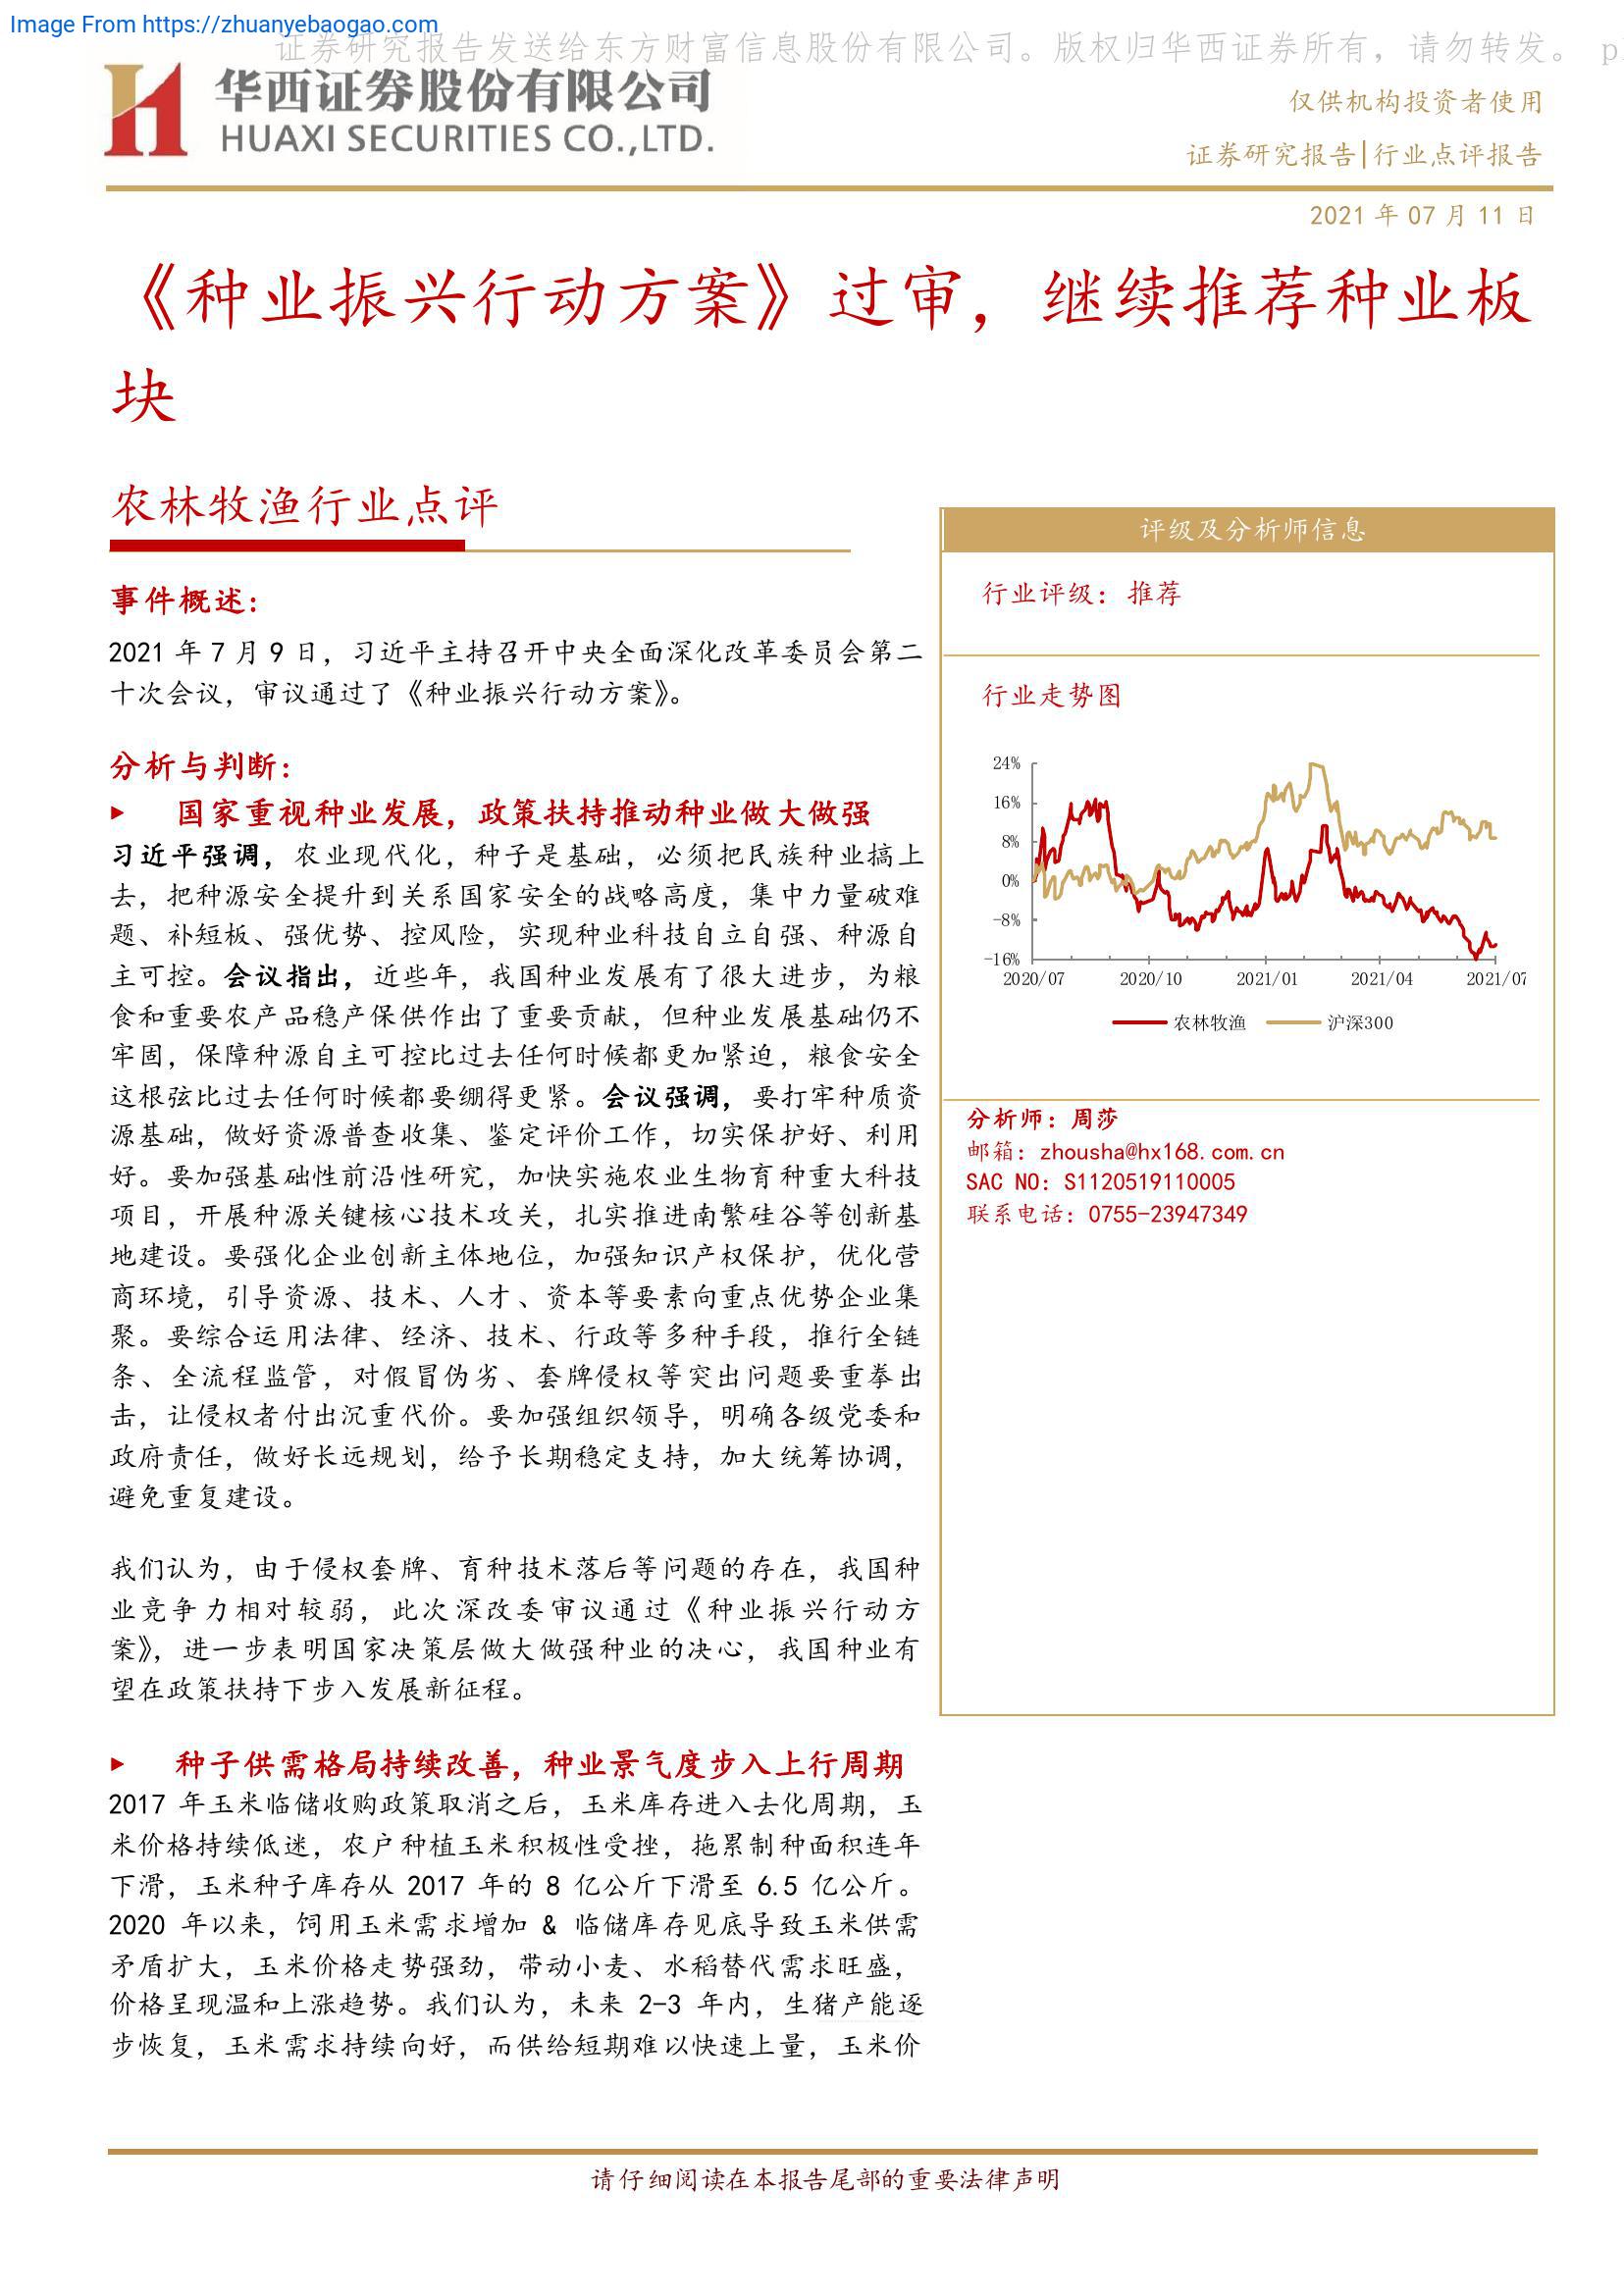 Image From https://zhuanyebaogao.com
证券研究报告发送给东方财富信息股份有限公司。版权归华西证券所有，请勿转发。 p
华西证券股份有限公司
HUAXI SECURITIES CO.,LTD.
仅供机构投资者使用
证券研究报告|行业点评报告
2021 年 07 月 11 日
《种业振兴行动方案》过审，继续推荐种业板
块
农林牧渔行业点评
事件概述：
2021 年 7 月 9 日，习近平主持召开中央全面深化改革委员会第二
十次会议，审议通过了《种业振兴行动方案》。
分析与判断：
▶ 国家重视种业发展，政策扶持推动种业做大做强
习近平强调，农业现代化，种子是基础，必须把民族种业搞上
去，把种源安全提升到关系国家安全的战略高度，集中力量破难
题、补短板、强优势、控风险，实现种业科技自立自强、种源自
主可控。会议指出，近些年，我国种业发展有了很大进步，为粮
食和重要农产品稳产保供作出了重要贡献，但种业发展基础仍不
牢固，保障种源自主可控比过去任何时候都更加紧迫，粮食安全
这根弦比过去任何时候都要绷得更紧。会议强调，要打牢种质资
源基础，做好资源普查收集、鉴定评价工作，切实保护好、利用
好。要加强基础性前沿性研究，加快实施农业生物育种重大科技
项目，开展种源关键核心技术攻关，扎实推进南繁硅谷等创新基
地建设。要强化企业创新主体地位，加强知识产权保护，优化营
商环境，引导资源、技术、人才、资本等要素向重点优势企业集
聚。要综合运用法律、经济、技术、行政等多种手段，推行全链
条、全流程监管，对假冒伪劣、套牌侵权等突出问题要重拳出
击，让侵权者付出沉重代价。要加强组织领导，明确各级党委和
政府责任，做好长远规划，给予长期稳定支持，加大统筹协调，
避免重复建设。
我们认为，由于侵权套牌、育种技术落后等问题的存在，我国种
业竞争力相对较弱，此次深改委审议通过《种业振兴行动方
案》，进一步表明国家决策层做大做强种业的决心，我国种业有
望在政策扶持下步入发展新征程。
▶ 种子供需格局持续改善，种业景气度步入上行周期
2017 年玉米临储收购政策取消之后，玉米库存进入去化周期，玉
米价格持续低迷，农户种植玉米积极性受挫，拖累制种面积连年
下滑，玉米种子库存从 2017 年的 8 亿公斤下滑至 6.5 亿公斤。
2020 年以来，饲用玉米需求增加 & 临储库存见底导致玉米供需
矛盾扩大，玉米价格走势强劲，带动小麦、水稻替代需求旺盛，
价格呈现温和上涨趋势。我们认为，未来 2-3 年内，生猪产能逐
步恢复，玉米需求持续向好，而供给短期难以快速上量，玉米价
评级及分析师信息
行业评级：推荐
行业走势图
24%
16%
8%
0%
-8%
-16%
2020/07 2020/10 2021/01 2021/04 2021/07
农林牧渔 沪深300
分析师：周莎
邮箱：zhousha@hx168.com.cn
SAC NO：S1120519110005
联系电话：0755-23947349
请仔细阅读在本报告尾部的重要法律声明